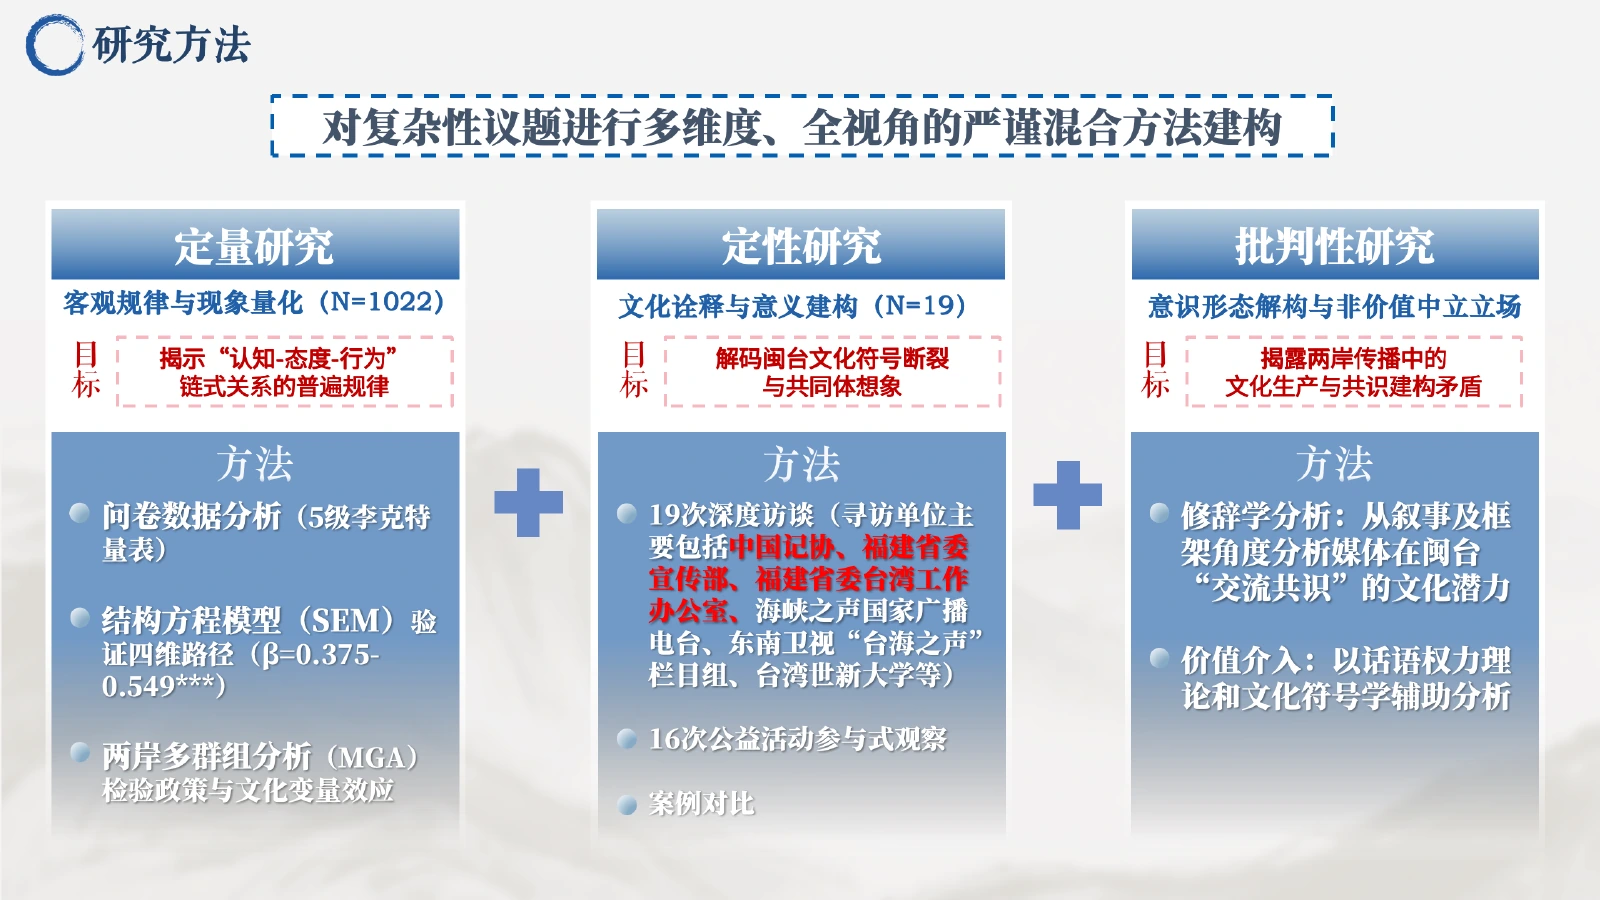 研究方法
对复杂性议题进行多维度、全视角的严谨混合方法建构
定量研究
客观规律与现象量化（N=1022）
目标
揭示“认知-态度-行为”
链式关系的普遍规律
方法
问卷数据分析（5级李克特
量表）
结构方程模型（SEM）验
证四维路径（β=0.375-
0.549***）
两岸多群组分析（MGA）
检验政策与文化变量效应
定性研究
文化诠释与意义建构（N=19）
目标
解码闽台文化符号断裂
与共同体想象
方法
19次深度访谈（寻访单位主
要包括中国记协、福建省委
宣传部、福建省委台湾工作
办公室、海峡之声国家广播
电台、东南卫视“台海之声”
栏目组、台湾世新大学等）
16次公益活动参与式观察
案例对比
批判性研究
意识形态解构与非价值中立立场
目标
揭露两岸传播中的
文化生产与共识建构矛盾
方法
修辞学分析：从叙事及框
架角度分析媒体在闽台
“交流共识”的文化潜力
价值介入：以话语权力理
论和文化符号学辅助分析